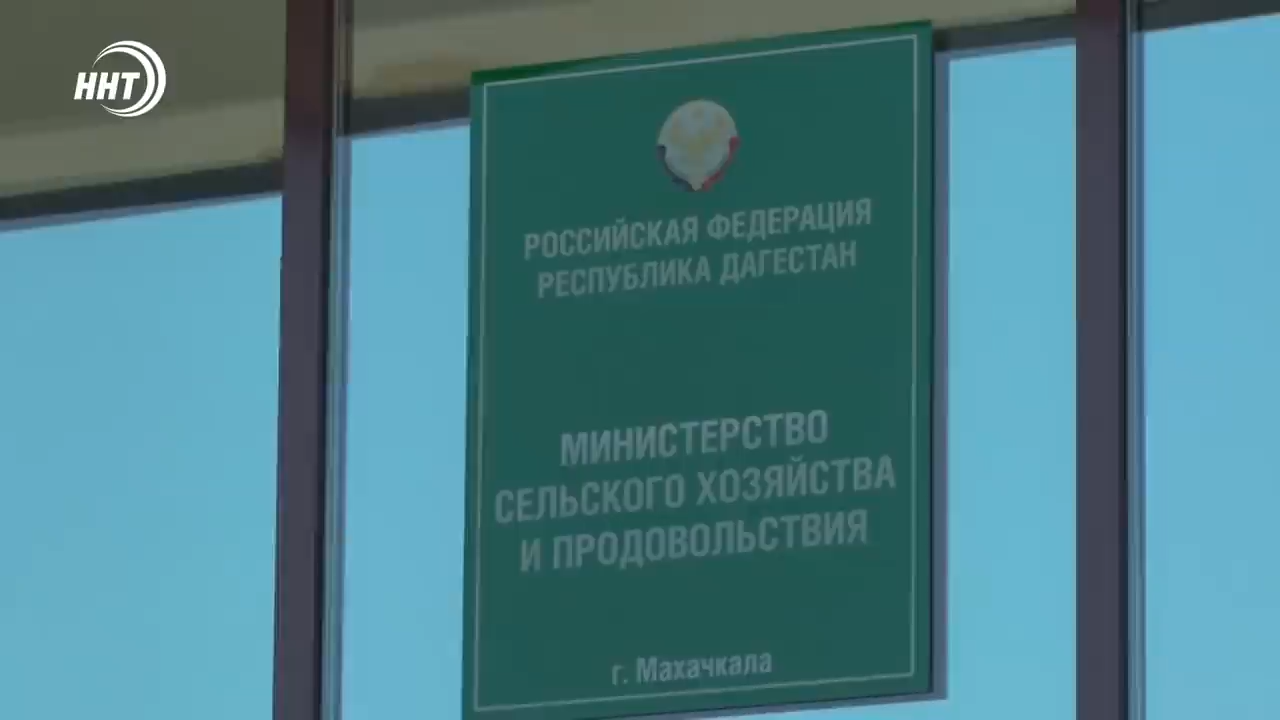 ННТ
РОССИЙСКАЯ ФЕДЕРАЦИЯ
РЕСПУБЛИКА ДАГЕСТАН
МИНИСТЕРСТВО
СЕЛЬСКОГО ХОЗЯЙСТВА
И ПРОДОВОЛЬСТВИЯ
г. Махачкала